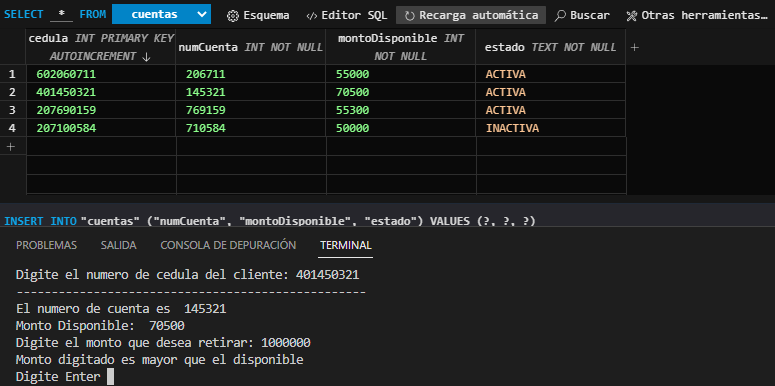 SELECT * FROM cuentas Esquema </> Editor SQL Recarga automática Buscar Otras herramientas...
cedula INT PRIMARY KEY AUTOINCREMENT ↓ numCuenta INT NOT NULL montoDisponible INT NOT NULL estado TEXT NOT NULL +
1 602060711 206711 55000 ACTIVA
2 401450321 145321 70500 ACTIVA
3 207690159 769159 55300 ACTIVA
4 207100584 710584 50000 INACTIVA
+
INSERT INTO "cuentas" ("numCuenta", "montoDisponible", "estado") VALUES (?, ?, ?)
PROBLEMAS SALIDA CONSOLA DE DEPURACIÓN TERMINAL
Digite el numero de cedula del cliente: 401450321
------------------------------------------------
El numero de cuenta es  145321
Monto Disponible:  70500
Digite el monto que desea retirar: 1000000
Monto digitado es mayor que el disponible
Digite Enter